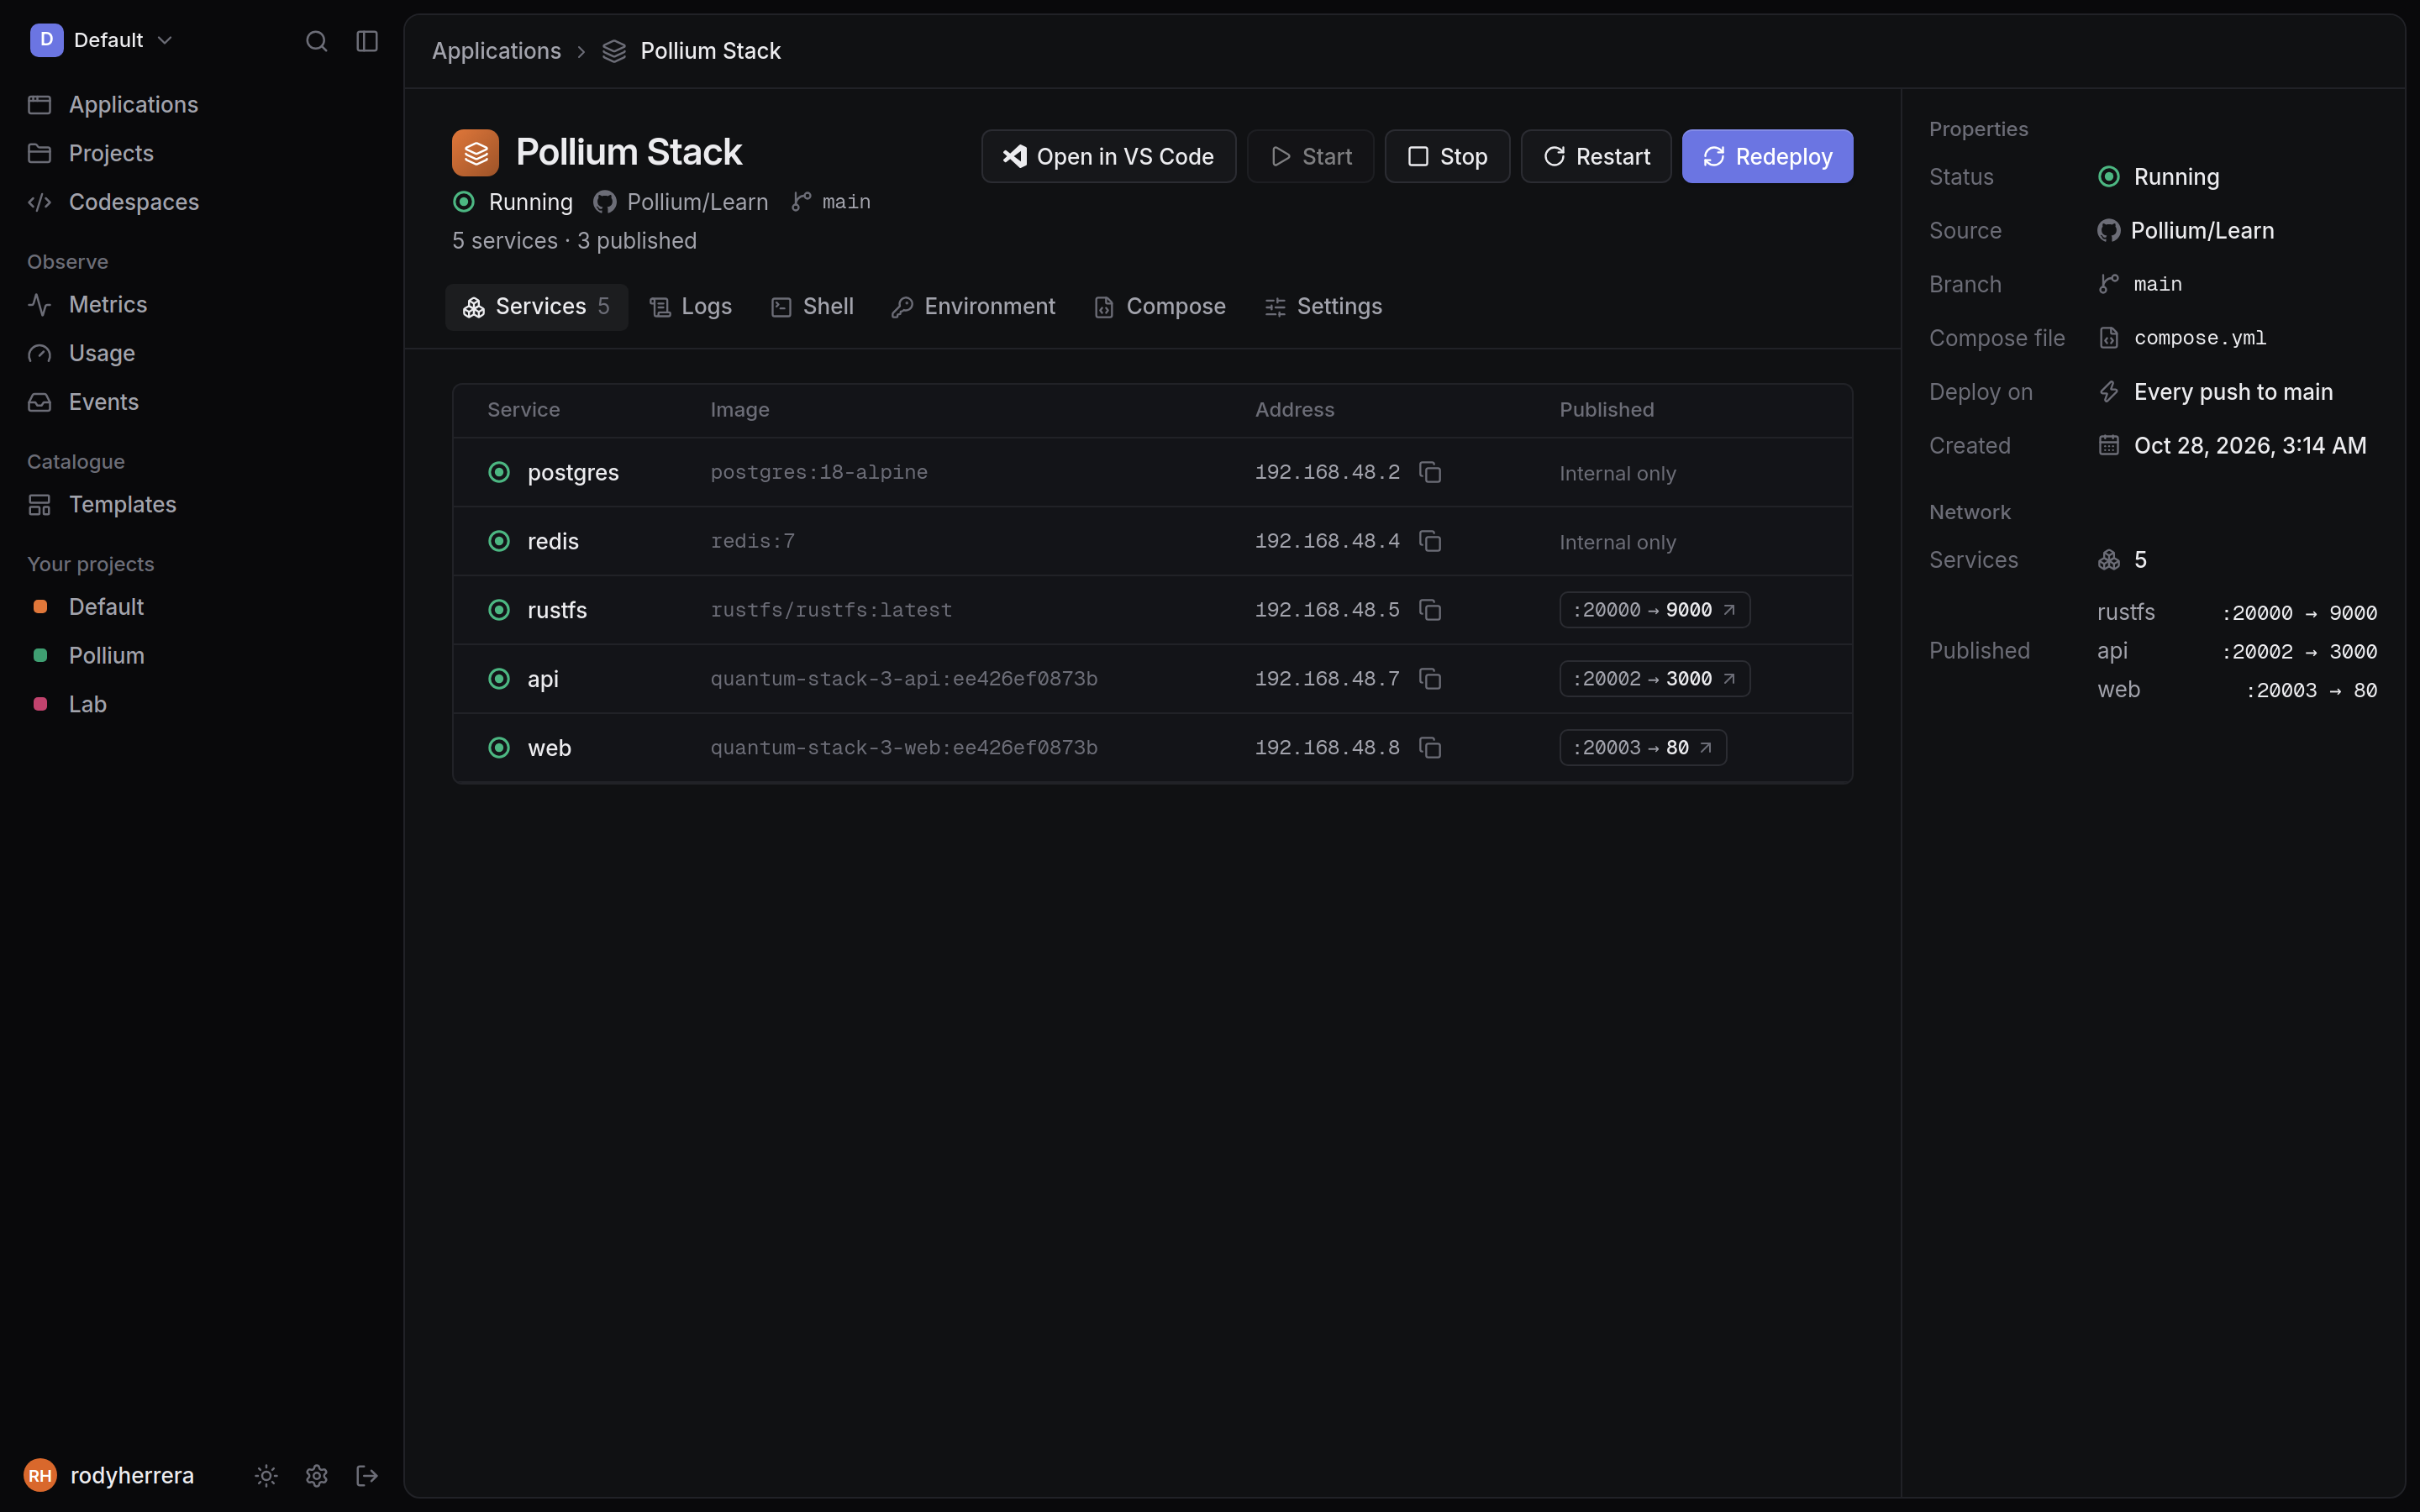 D Default
Applications
Projects
Codespaces
Observe
Metrics
Usage
Events
Catalogue
Templates
Your projects
Default
Pollium
Lab
RH rodyherrera
Applications Pollium Stack
Pollium Stack
Open in VS Code Start Stop Restart Redeploy
Running Pollium/Learn main
5 services · 3 published
Services 5 Logs Shell Environment Compose Settings
Service Image Address Published
postgres postgres:18-alpine 192.168.48.2 Internal only
redis redis:7 192.168.48.4 Internal only
rustfs rustfs/rustfs:latest 192.168.48.5 :20000 → 9000
api quantum-stack-3-api:ee426ef0873b 192.168.48.7 :20002 → 3000
web quantum-stack-3-web:ee426ef0873b 192.168.48.8 :20003 → 80
Properties
Status Running
Source Pollium/Learn
Branch main
Compose file compose.yml
Deploy on Every push to main
Created Oct 28, 2026, 3:14 AM
Network
Services 5
rustfs :20000 → 9000
Published api :20002 → 3000
web :20003 → 80